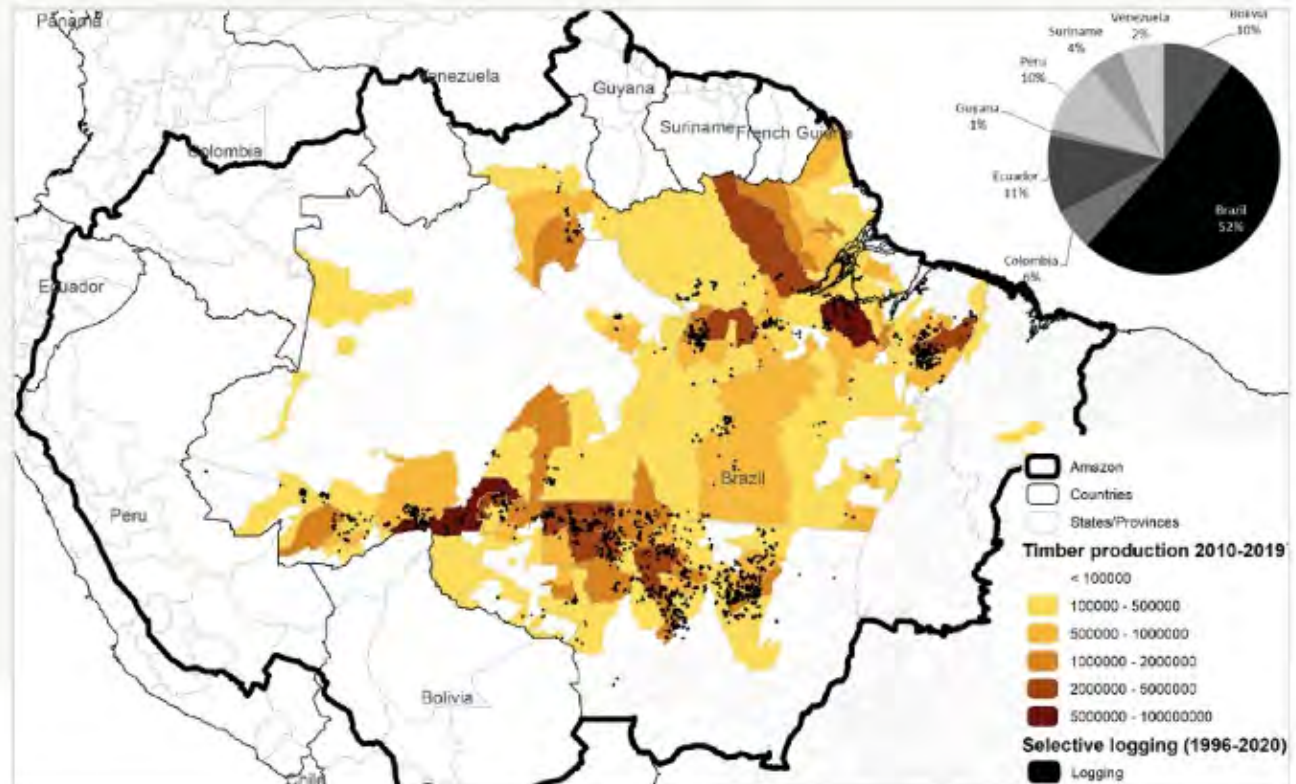 Panama
Venezuela
Guyana
Suriname
French Guiana
Colombia
Ecuador
Peru
Brazil
Bolivia
Chile
Venezuela
2%
Bolivia
10%
Suriname
4%
Peru
10%
Guyana
1%
Ecuador
11%
Colombia
6%
Brazil
52%
Amazon
Countries
States/Provinces
Timber production 2010-2019
< 100000
100000 - 500000
500000 - 1000000
1000000 - 2000000
2000000 - 5000000
5000000 - 100000000
Selective logging (1996-2020)
Logging